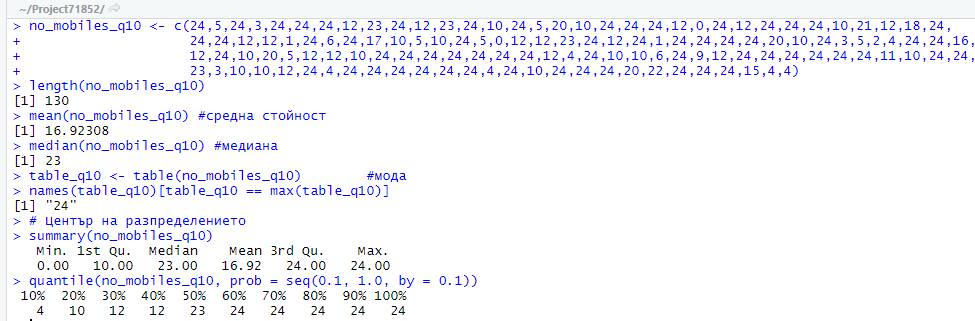 ~/Project71852/
> no_mobiles_q10 <- c(24,5,24,3,24,24,24,12,23,24,12,23,24,10,24,5,20,10,24,24,24,12,0,24,12,24,24,24,10,21,12,18,24,
+ 24,24,12,12,1,24,6,24,17,10,5,10,24,5,0,12,12,23,24,12,24,1,24,24,24,24,20,10,24,3,5,2,4,24,24,16,
+ 12,24,10,20,5,12,12,10,24,24,24,24,24,24,24,12,4,24,10,10,6,24,9,12,24,24,24,24,24,11,10,24,24,
+ 23,3,10,10,12,24,4,24,24,24,24,24,24,4,24,10,24,24,24,20,22,24,24,24,15,4,4)
> length(no_mobiles_q10)
[1] 130
> mean(no_mobiles_q10) #средна стойност
[1] 16.92308
> median(no_mobiles_q10) #медиана
[1] 23
> table_q10 <- table(no_mobiles_q10) #мода
> names(table_q10)[table_q10 == max(table_q10)]
[1] "24"
> # Център на разпределението
> summary(no_mobiles_q10)
Min. 1st Qu. Median Mean 3rd Qu. Max.
0.00 10.00 23.00 16.92 24.00 24.00
> quantile(no_mobiles_q10, prob = seq(0.1, 1.0, by = 0.1))
10% 20% 30% 40% 50% 60% 70% 80% 90% 100%
4 10 12 12 23 24 24 24 24 24